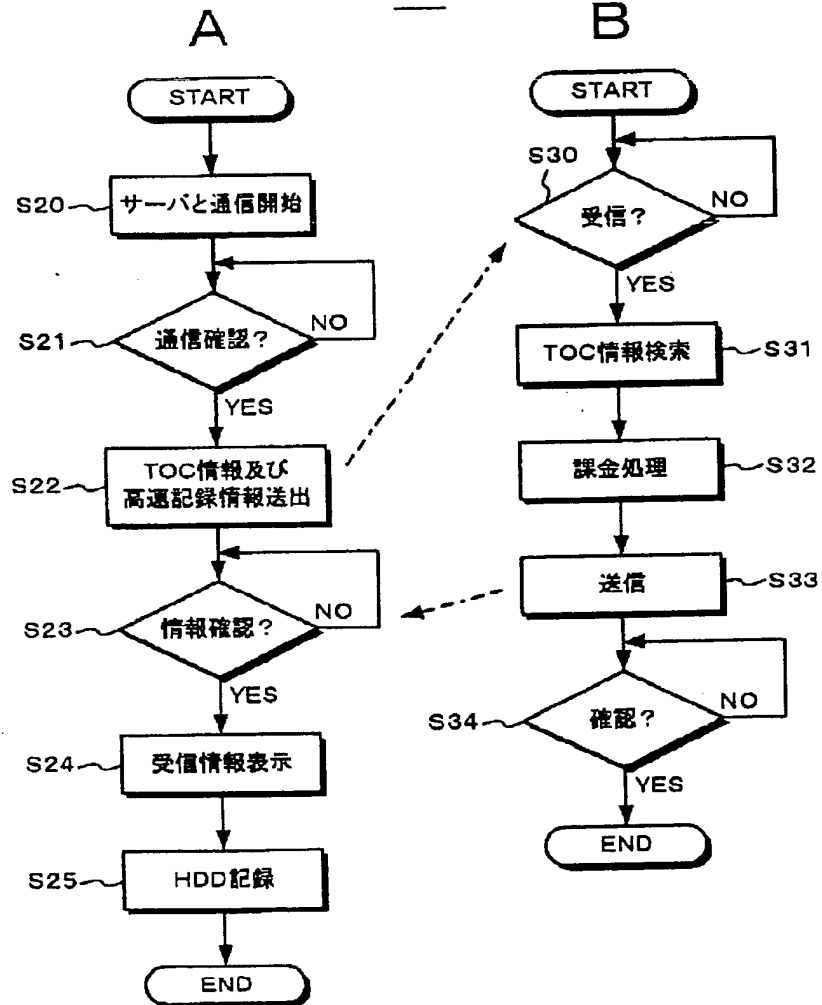 A
START
S20
サーバと通信開始
S21
通信確認?
NO
YES
S22
TOC情報及び
高速記録情報送出
S23
情報確認?
NO
YES
S24
受信情報表示
S25
HDD記録
END
B
START
S30
受信?
NO
YES
TOC情報検索
S31
課金処理
S32
送信
S33
S34
確認?
NO
YES
END